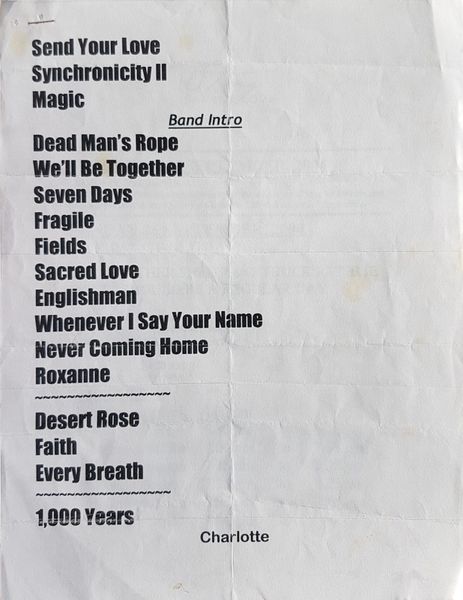 Send Your Love
Synchronicity II
Magic
Band Intro
Dead Man's Rope
We'll Be Together
Seven Days
Fragile
Fields
Sacred Love
Englishman
Whenever I Say Your Name
Never Coming Home
Roxanne
~~~~~~~~~~~~~~~~~
Desert Rose
Faith
Every Breath
~~~~~~~~~~~~~~~~~
1,000 Years
Charlotte